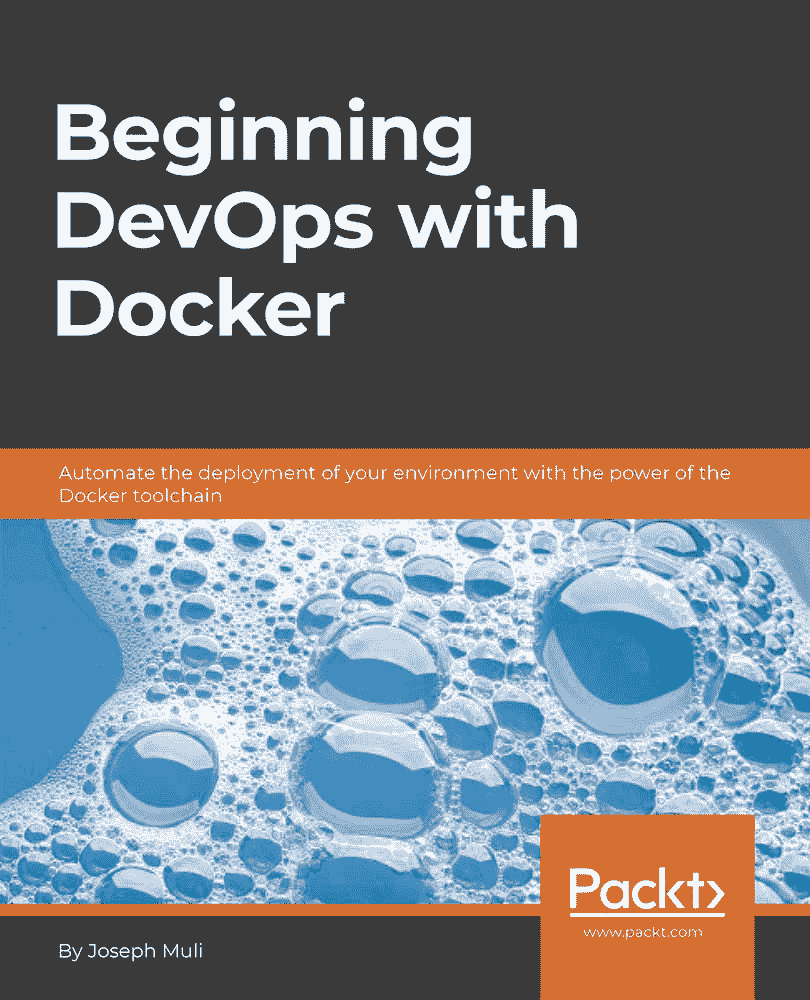 Beginning
DevOps with
Docker
Automate the deployment of your environment with the power of the
Docker toolchain
Packt>
www.packt.com
By Joseph Muli